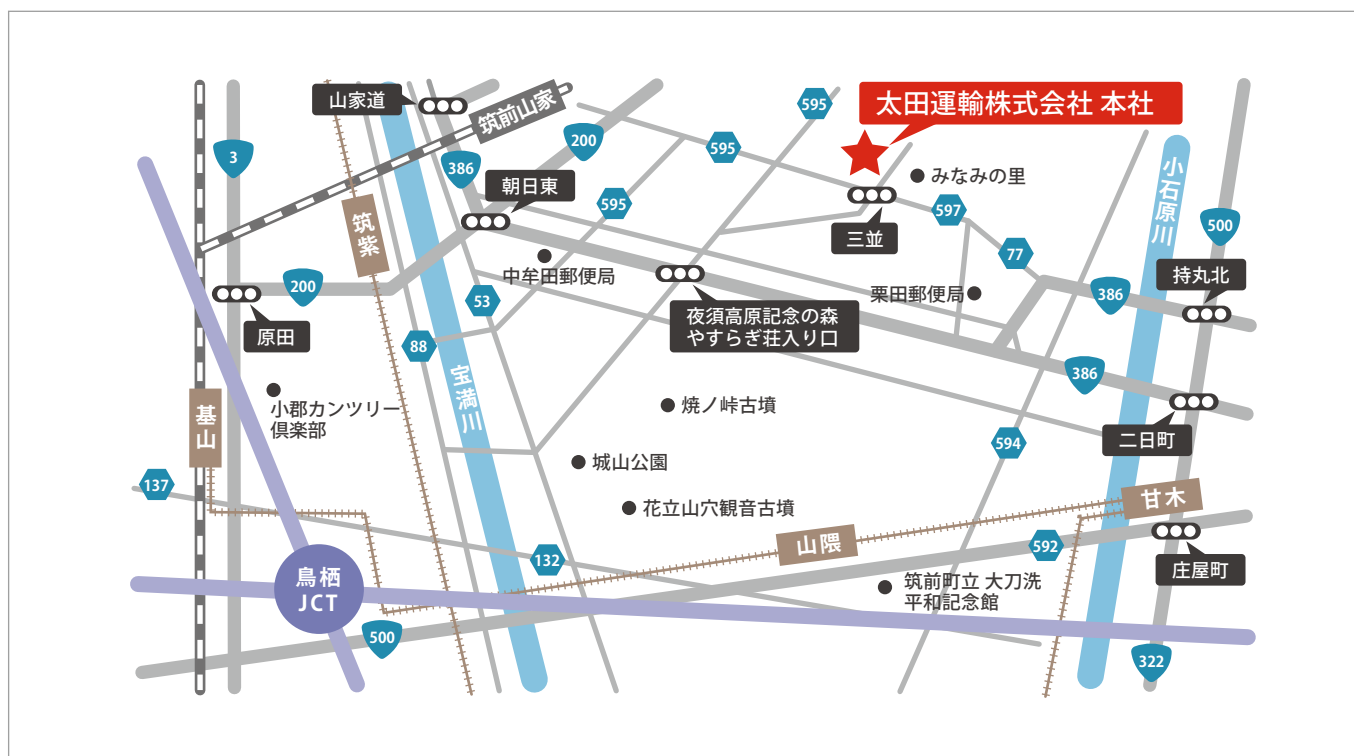 山家道
筑前山家
595
太田運輸株式会社 本社
3
200
595
386
朝日東
みなみの里
小石原川
筑紫
595
597
三並
500
77
中牟田郵便局
持丸北
200
53
栗田郵便局
386
原田
夜須高原記念の森
やすらぎ荘入り口
88
宝満川
386
小郡カンツリー
倶楽部
基山
焼ノ峠古墳
二日町
594
城山公園
137
甘木
花立山穴観音古墳
山隈
592
132
庄屋町
鳥栖
JCT
筑前町立 大刀洗
平和記念館
500
322